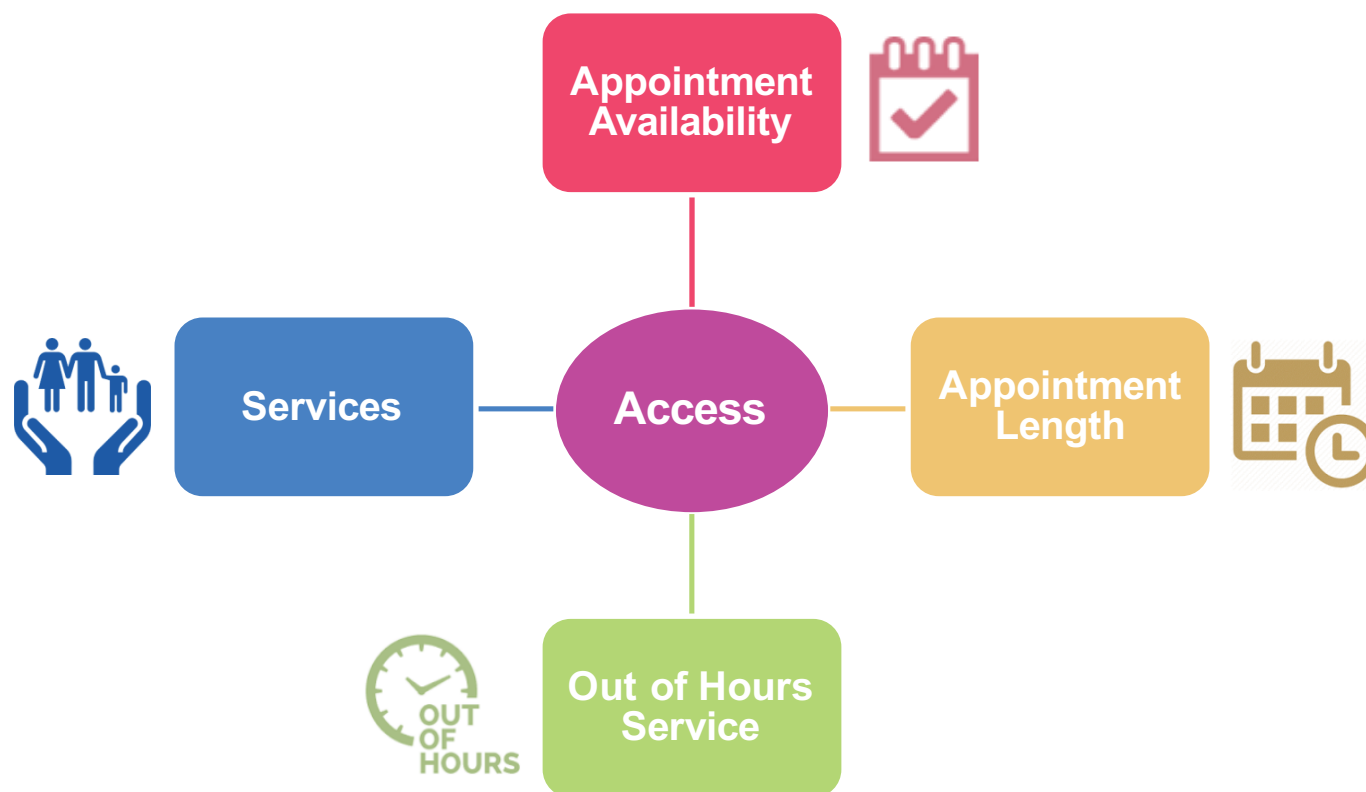 Appointment
Availability
Services
Access
Appointment
Length
Out of Hours
Service
OUT
OF
HOURS